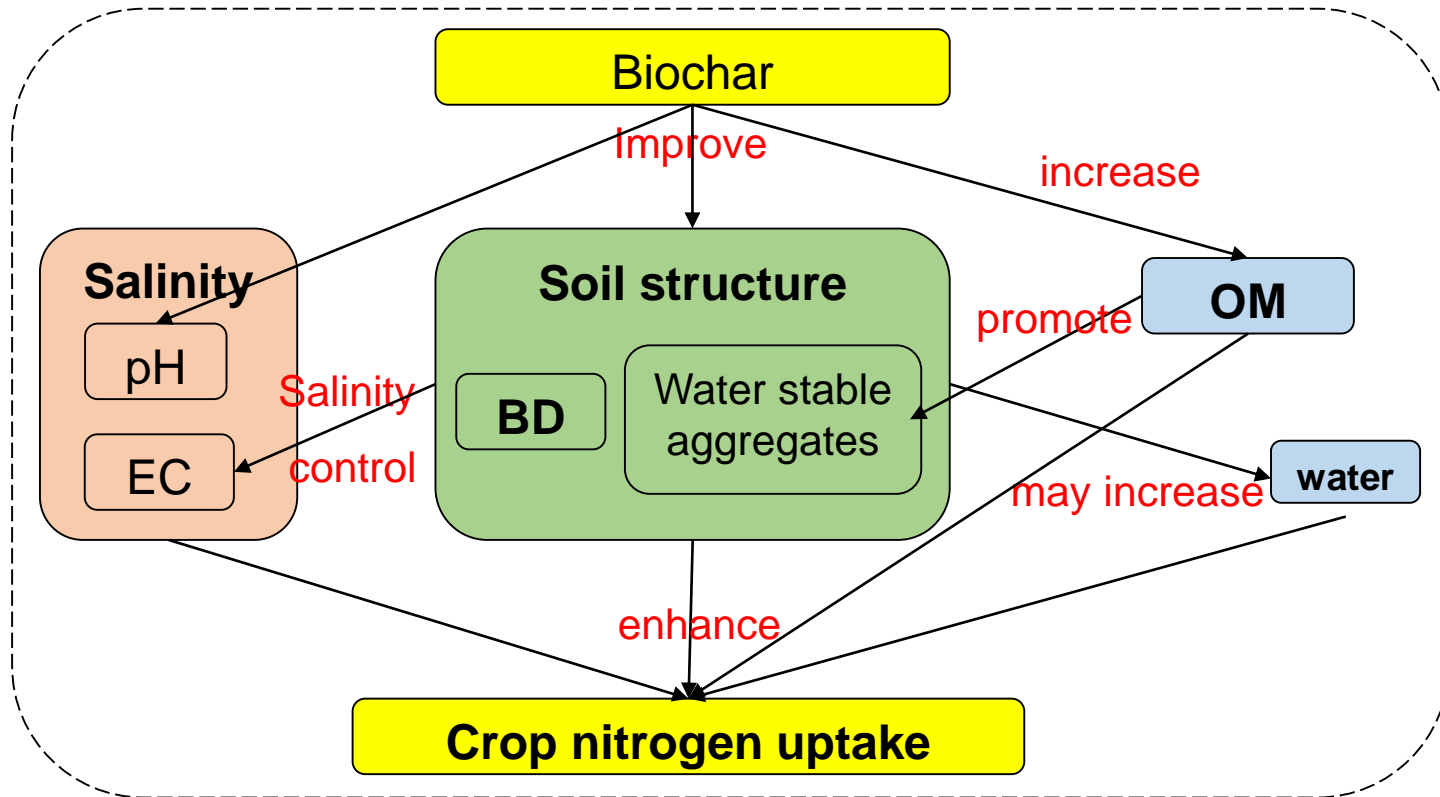 Biochar
Improve
increase
Salinity
Soil structure
OM
promote
pH
Water stable
aggregates
Salinity
control
BD
EC
water
may increase
enhance
Crop nitrogen uptake